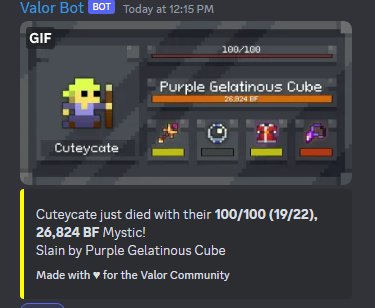 Valor Bot BOT Today at 12:15 PM
GIF
100/100
Purple Gelatinous Cube
26,824 BF
Cuteycate
Cuteycate just died with their 100/100 (19/22),
26,824 BF Mystic!
Slain by Purple Gelatinous Cube
Made with ♥ for the Valor Community